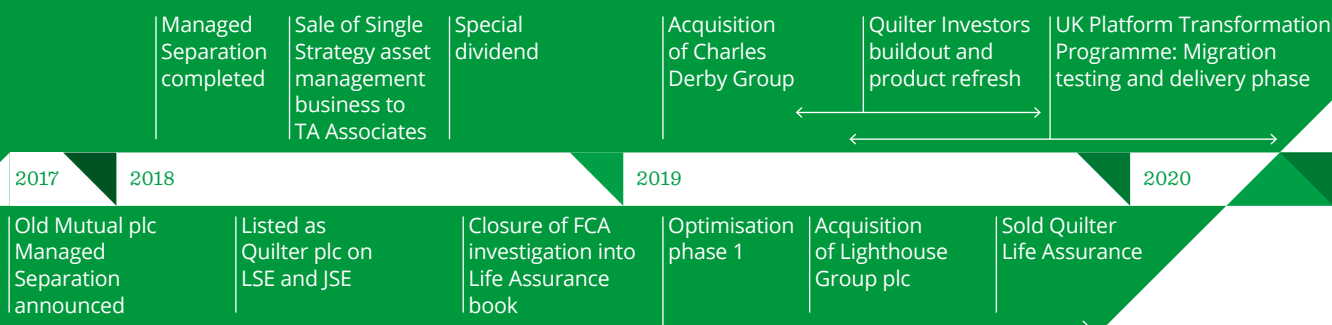 Managed
Separation
completed
Sale of Single
Strategy asset
management
business to
TA Associates
Special
dividend
Acquisition
of Charles
Derby Group
Quilter Investors
buildout and
product refresh
UK Platform Transformation
Programme: Migration
testing and delivery phase
2017
2018
2019
2020
Old Mutual plc
Managed
Separation
announced
Listed as
Quilter plc on
LSE and JSE
Closure of FCA
investigation into
Life Assurance
book
Optimisation
phase 1
Acquisition
of Lighthouse
Group plc
Sold Quilter
Life Assurance